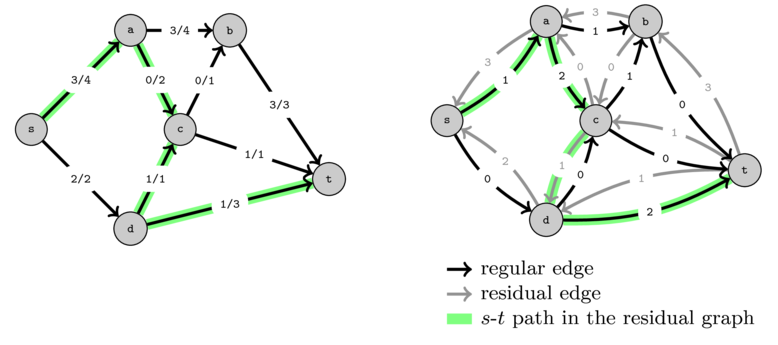 a
3/4
b
3/4
0/2
0/1
3/3
s
c
1/1
2/2
1/1
t
1/3
d
a
3
1
b
3
1
2
0
0
1
0
3
s
c
1
0
2
0
1
0
1
t
2
d
regular edge
residual edge
s-t path in the residual graph